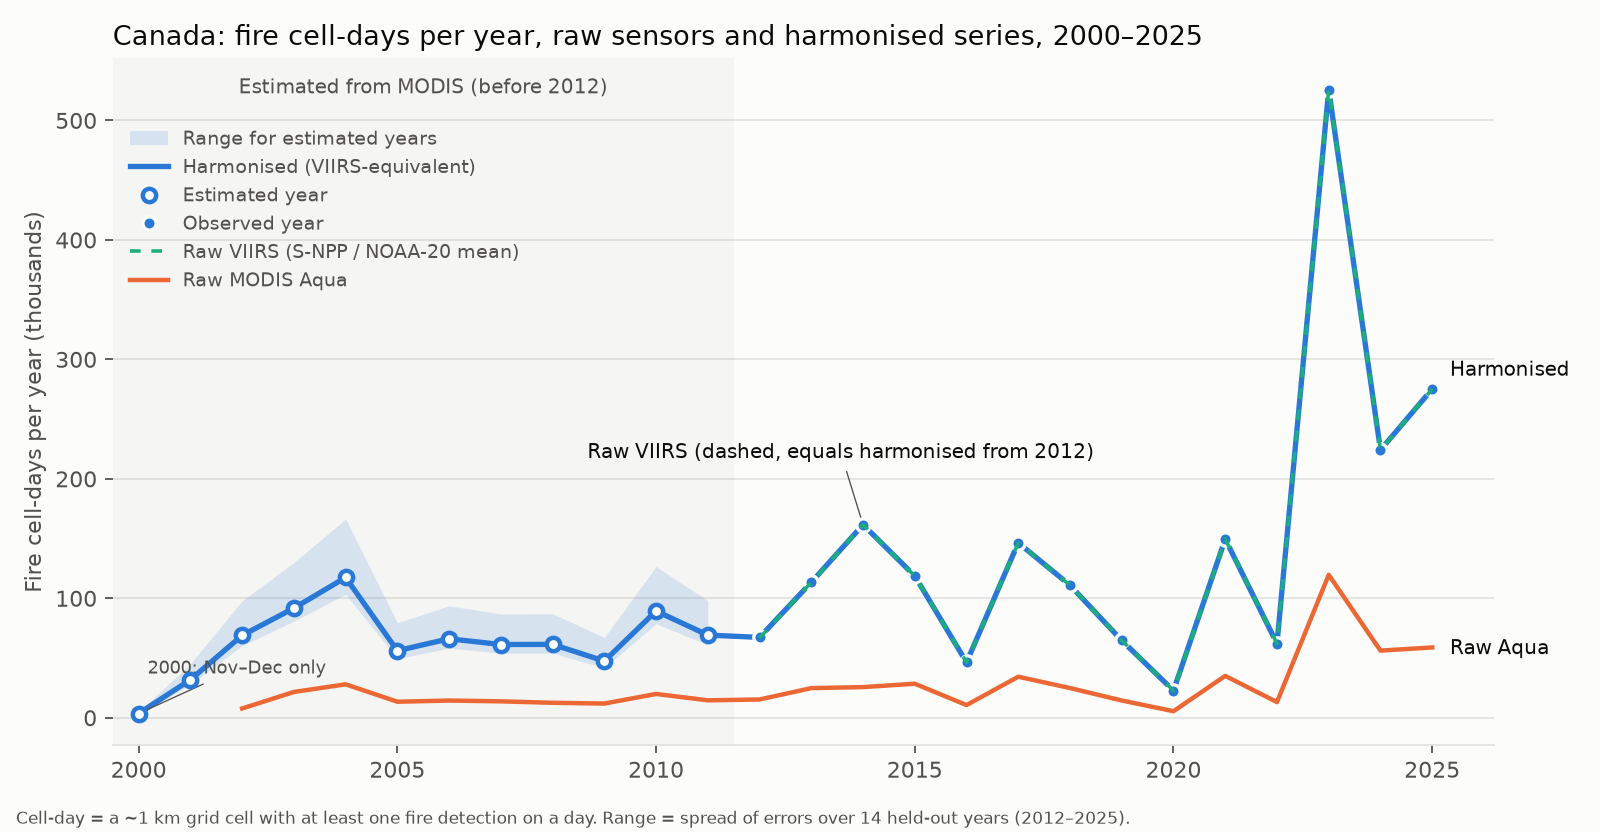 Canada: fire cell-days per year, raw sensors and harmonised series, 2000–2025
Estimated from MODIS (before 2012)
Range for estimated years
Harmonised (VIIRS-equivalent)
Estimated year
Observed year
Raw VIIRS (S-NPP / NOAA-20 mean)
Raw MODIS Aqua
Fire cell-days per year (thousands)
500
400
300
200
100
0
Harmonised
Raw VIIRS (dashed, equals harmonised from 2012)
2000: Nov–Dec only
Raw Aqua
2000
2005
2010
2015
2020
2025
Cell-day = a ~1 km grid cell with at least one fire detection on a day. Range = spread of errors over 14 held-out years (2012–2025).